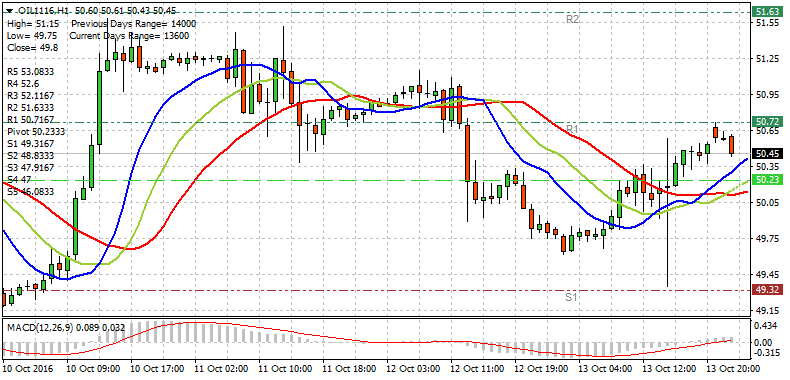 OIL1116,H1 50.60 50.61 50.43 50.45
High= 51.15 Previous Days Range= 14000
Low= 49.75 Current Days Range= 13600
Close= 49.8
R5 53.0833
R4 52.6
R3 52.1167
R2 51.6333
R1 50.7167
Pivot 50.2333
S1 49.3167
S2 48.8333
S3 47.9167
S4 47
S5 46.0833
R2
R1
S1
51.63
51.55
51.25
50.95
50.72
50.65
50.45
50.35
50.23
50.05
49.75
49.45
49.32
49.15
MACD(12,26,9) 0.089 0.032
0.434
0.00
-0.315
10 Oct 2016 10 Oct 09:00 10 Oct 17:00 11 Oct 02:00 11 Oct 10:00 11 Oct 18:00 12 Oct 03:00 12 Oct 11:00 12 Oct 19:00 13 Oct 04:00 13 Oct 12:00 13 Oct 20:00